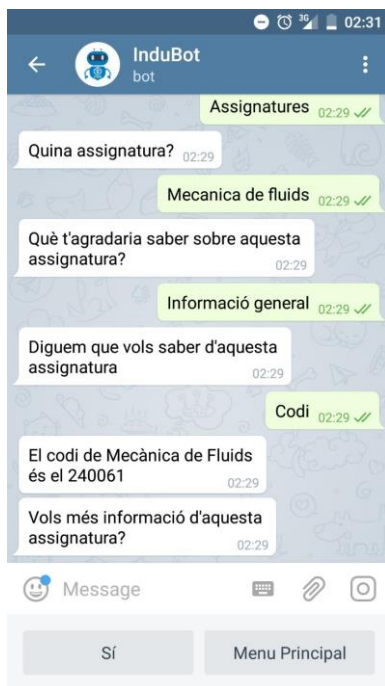 3G 02:31
InduBot
bot
Assignatures 02:29
Quina assignatura? 02:29
Mecanica de fluids 02:29
Què t'agradaria saber sobre aquesta
assignatura? 02:29
Informació general 02:29
Diguem que vols saber d'aquesta
assignatura 02:29
Codi 02:29
El codi de Mecànica de Fluids
és el 240061 02:29
Vols més informació d'aquesta
assignatura? 02:29
Message
Sí Menu Principal